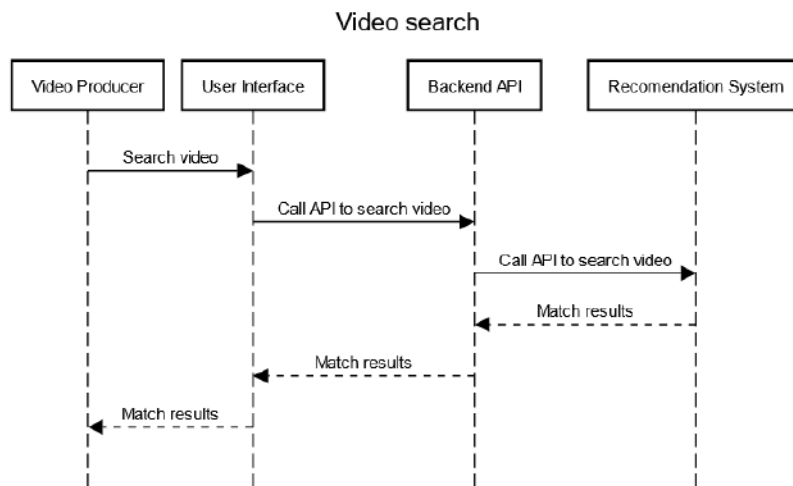 Video search
Video Producer
User Interface
Backend API
Recomendation System
Search video
Call API to search video
Call API to search video
Match results
Match results
Match results